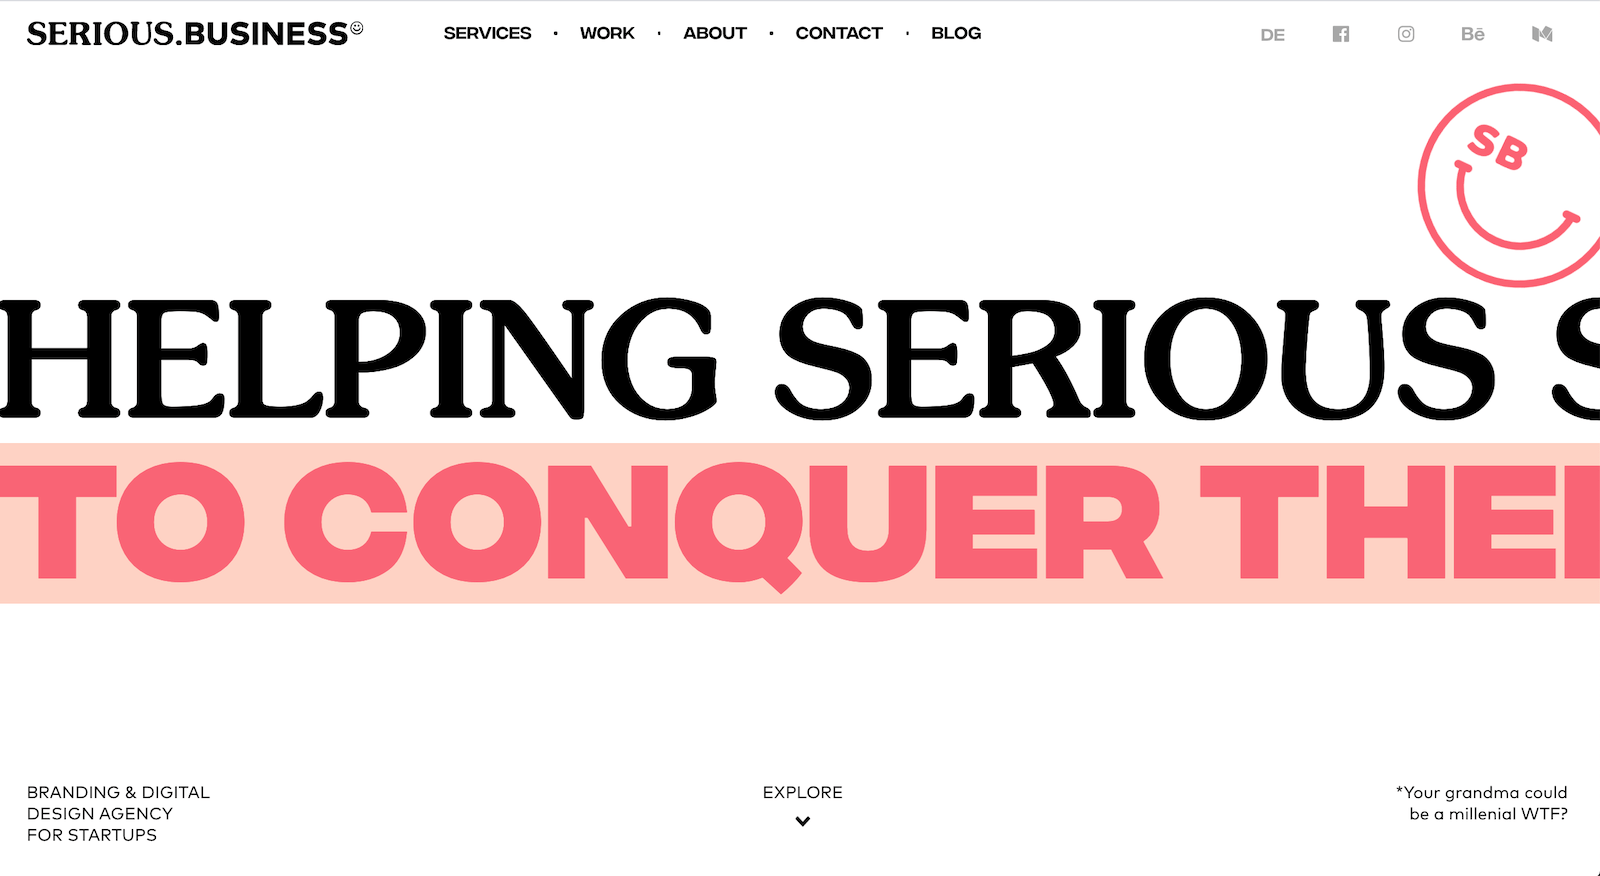 SERIOUS.BUSINESS
SERVICES · WORK · ABOUT · CONTACT · BLOG
DE
Bē
SB
HELPING SERIOUS S
TO CONQUER THEI
BRANDING & DIGITAL
DESIGN AGENCY
FOR STARTUPS
EXPLORE
*Your grandma could
be a millenial WTF?